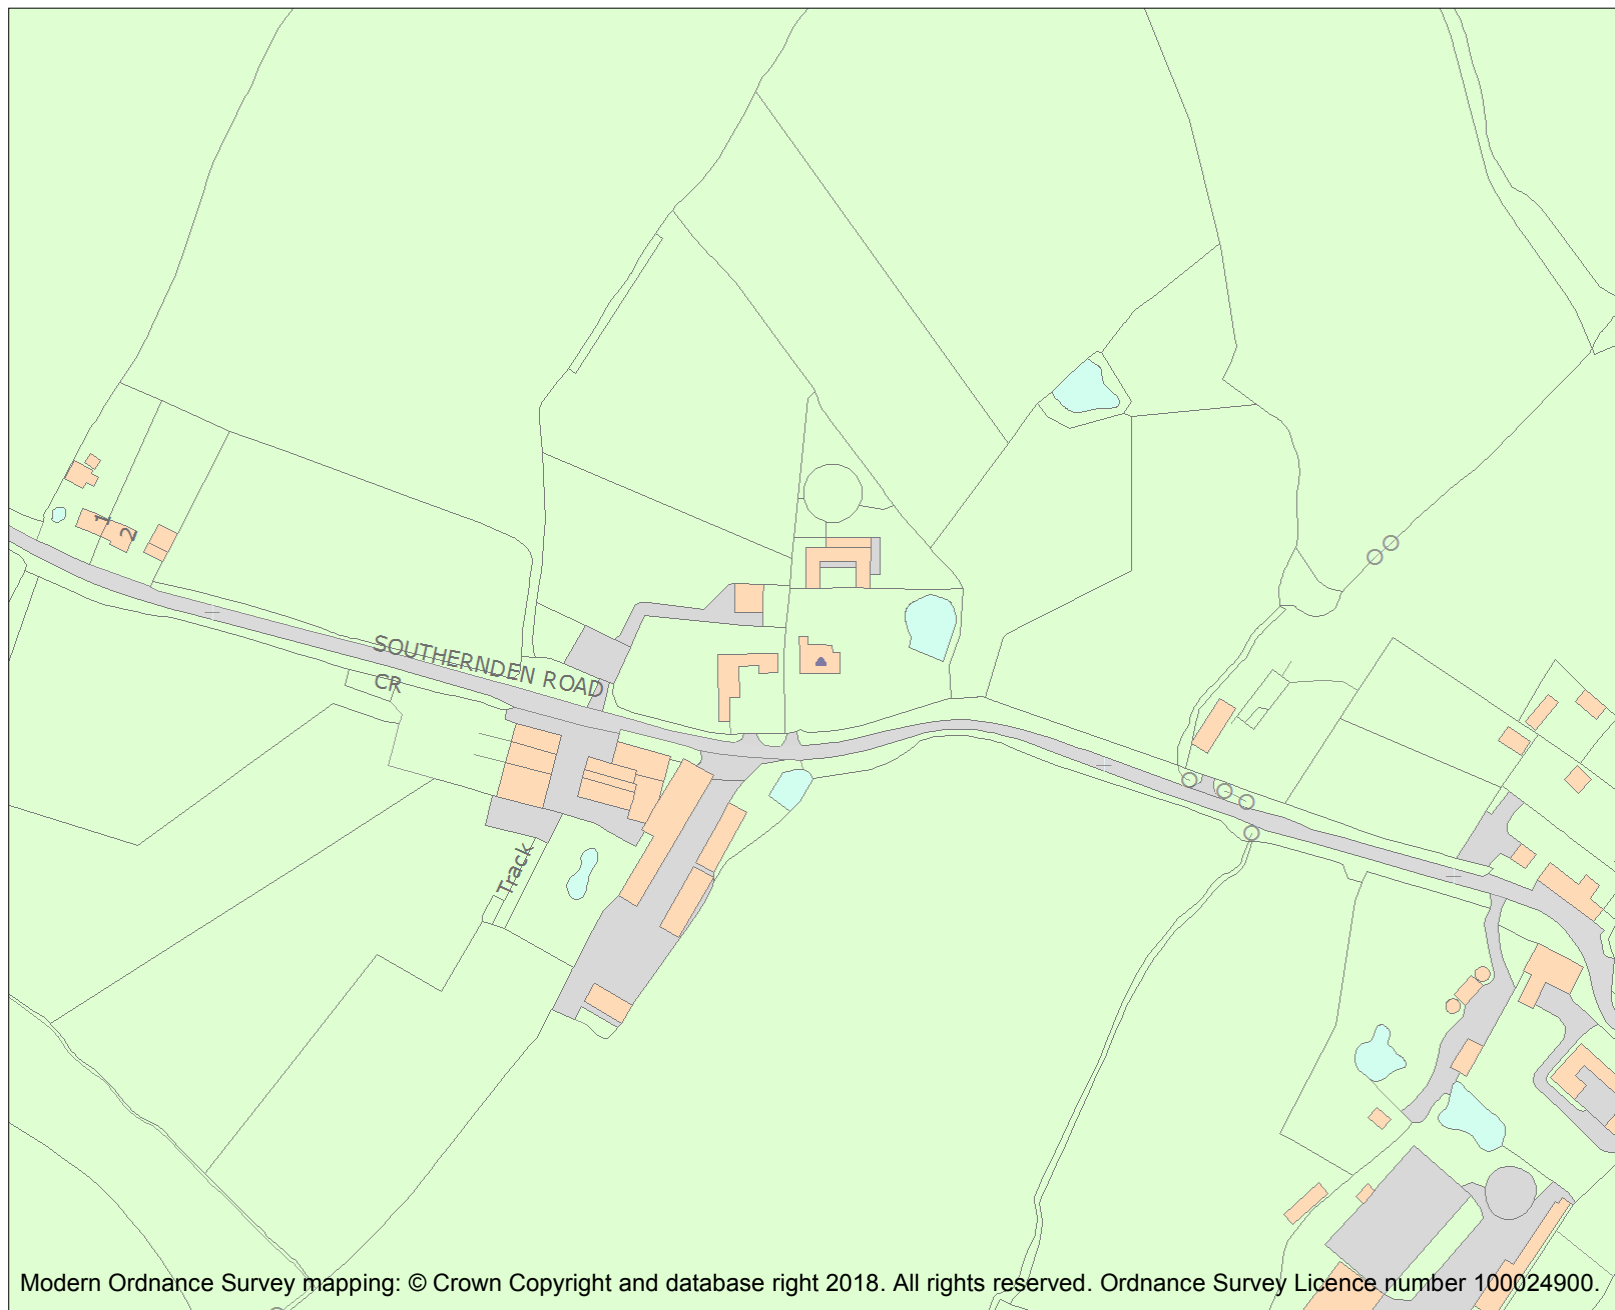 1
2
SOUTHERNDEN ROAD
CR
Track
Modern Ordnance Survey mapping: © Crown Copyright and database right 2018. All rights reserved. Ordnance Survey Licence number 100024900.